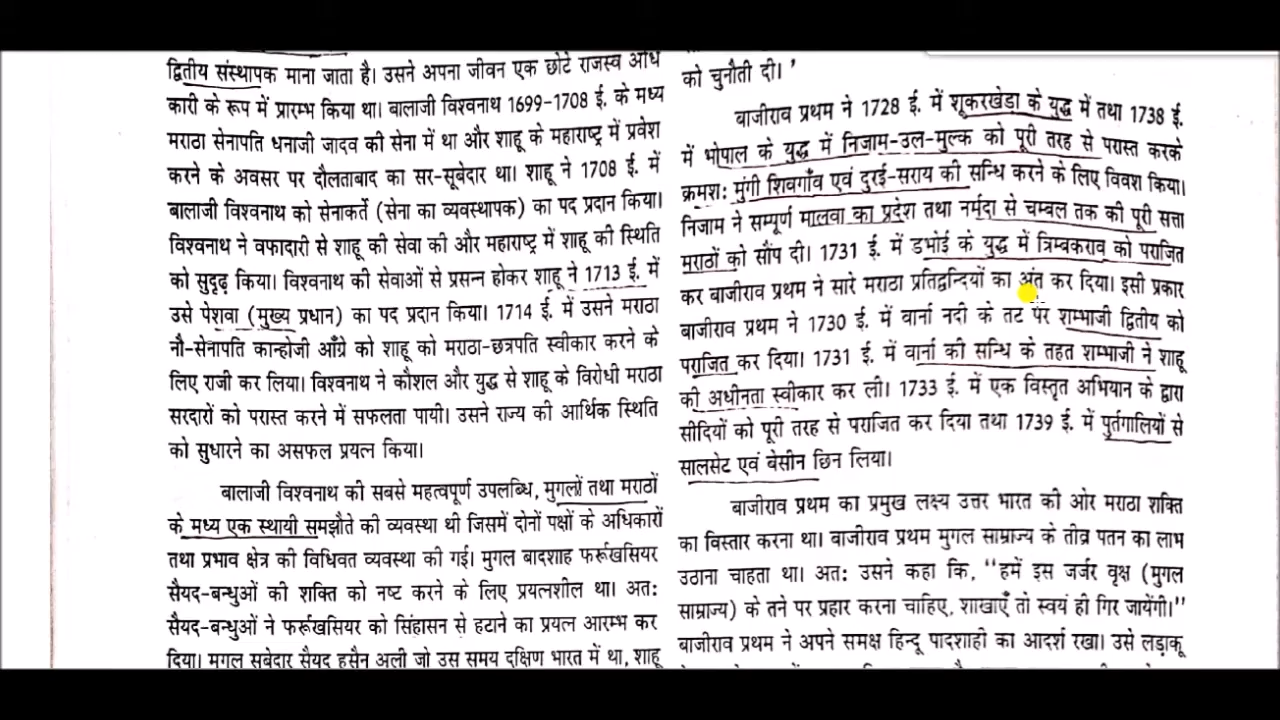 द्वितीय संस्थापक माना जाता है। उसने अपना जीवन एक छोटे राजस्व अधि
कारी के रूप में प्रारम्भ किया था। बालाजी विश्वनाथ 1699-1708 ई. के मध्य
मराठा सेनापति धनाजी जादव की सेना में था और शाहू के महाराष्ट्र में प्रवेश
करने के अवसर पर दौलताबाद का सर-सूबेदार था। शाहू ने 1708 ई. में
बालाजी विश्वनाथ को सेनाकर्ते (सेना का व्यवस्थापक) का पद प्रदान किया।
विश्वनाथ ने वफादारी से शाहू की सेवा की और महाराष्ट्र में शाहू की स्थिति
को सुदृढ़ किया। विश्वनाथ की सेवाओं से प्रसन्न होकर शाहू ने 1713 ई. में
उसे पेशवा (मुख्य प्रधान) का पद प्रदान किया। 1714 ई. में उसने मराठा
नौ-सेनापति कान्होजी आँग्रे को शाहू को मराठा-छत्रपति स्वीकार करने के
लिए राजी कर लिया। विश्वनाथ ने कौशल और युद्ध से शाहू के विरोधी मराठा
सरदारों को परास्त करने में सफलता पायी। उसने राज्य की आर्थिक स्थिति
को सुधारने का असफल प्रयत्न किया।
बालाजी विश्वनाथ की सबसे महत्वपूर्ण उपलब्धि, मुगलों तथा मराठों
के मध्य एक स्थायी समझौते की व्यवस्था थी जिसमें दोनों पक्षों के अधिकारों
तथा प्रभाव क्षेत्र की विधिवत व्यवस्था की गई। मुगल बादशाह फर्रूखसियर
सैयद-बन्धुओं की शक्ति को नष्ट करने के लिए प्रयत्नशील था। अत:
सैयद-बन्धुओं ने फर्रूखसियर को सिंहासन से हटाने का प्रयत्न आरम्भ कर
दिया। मुगल सूबेदार सैयद हुसैन अली जो उस समय दक्षिण भारत में था, शाहू
को चुनौती दी।'
बाजीराव प्रथम ने 1728 ई. में शूकरखेड़ा के युद्ध में तथा 1738 ई.
में भोपाल के युद्ध में निजाम-उल-मुल्क को पूरी तरह से परास्त करके
क्रमश: मुंगी शिवगाँव एवं दुरई-सराय की सन्धि करने के लिए विवश किया।
निजाम ने सम्पूर्ण मालवा का प्रदेश तथा नर्मदा से चम्बल तक की पूरी सत्ता
मराठों को सौंप दी। 1731 ई. में डभोई के युद्ध में त्रिम्बकराव को पराजित
कर बाजीराव प्रथम ने सारे मराठा प्रतिद्वन्दियों का अंत कर दिया। इसी प्रकार
बाजीराव प्रथम ने 1730 ई. में वार्ना नदी के तट पर शम्भाजी द्वितीय को
पराजित कर दिया। 1731 ई. में वार्ना की सन्धि के तहत शम्भाजी ने शाहू
की अधीनता स्वीकार कर ली। 1733 ई. में एक विस्तृत अभियान के द्वारा
सीदियों को पूरी तरह से पराजित कर दिया तथा 1739 ई. में पुर्तगालियों से
सालसेट एवं बेसीन छिन लिया।
बाजीराव प्रथम का प्रमुख लक्ष्य उत्तर भारत की ओर मराठा शक्ति
का विस्तार करना था। बाजीराव प्रथम मुगल साम्राज्य के तीव्र पतन का लाभ
उठाना चाहता था। अत: उसने कहा कि, "हमें इस जर्जर वृक्ष (मुगल
साम्राज्य) के तने पर प्रहार करना चाहिए, शाखाएँ तो स्वयं ही गिर जायेंगी।"
बाजीराव प्रथम ने अपने समक्ष हिन्दू पादशाही का आदर्श रखा। उसे लड़ाकू